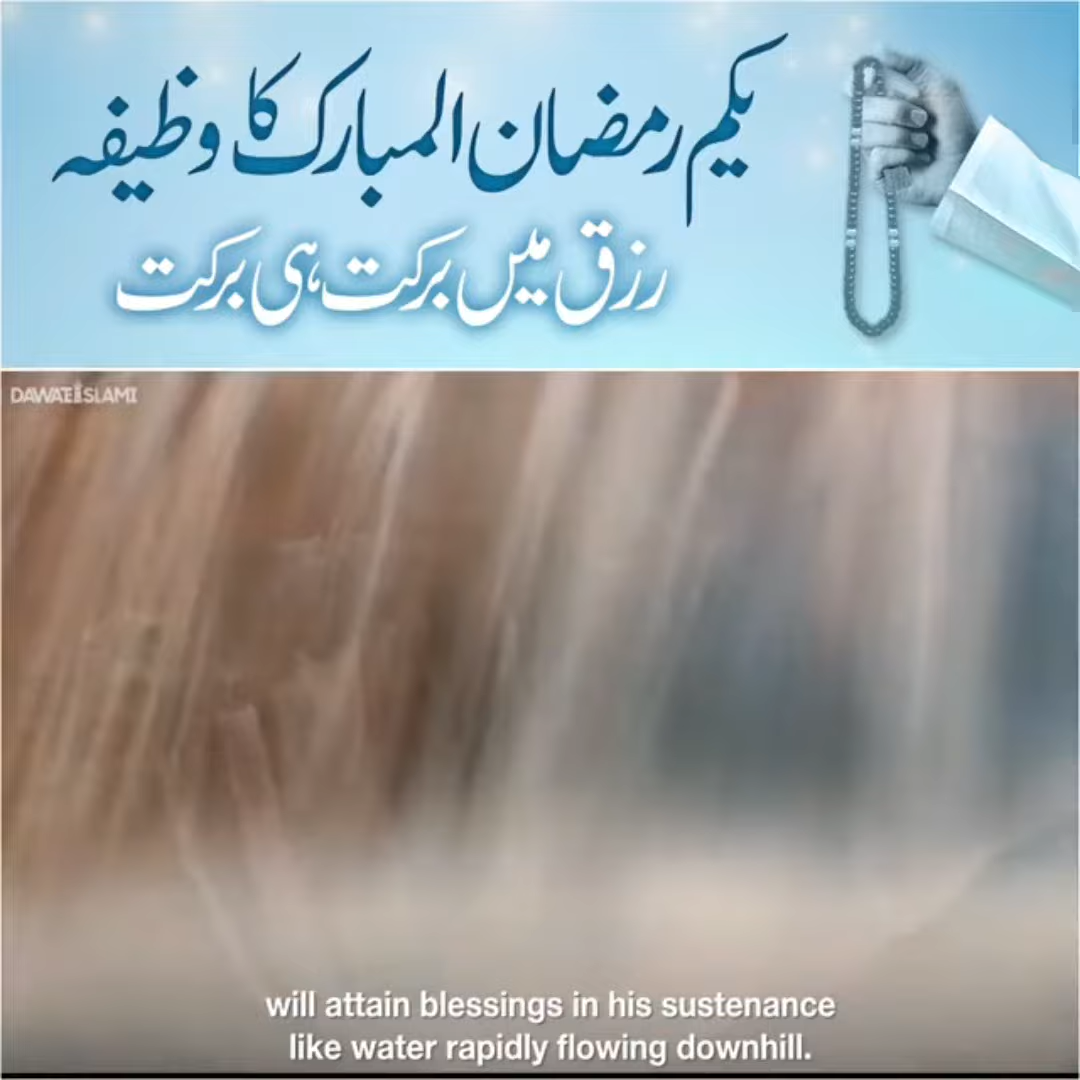 یکم رمضان المبارک کا وظیفہ
رزق میں برکت ہی برکت
DAWATEISLAMI
will attain blessings in his sustenance
like water rapidly flowing downhill.